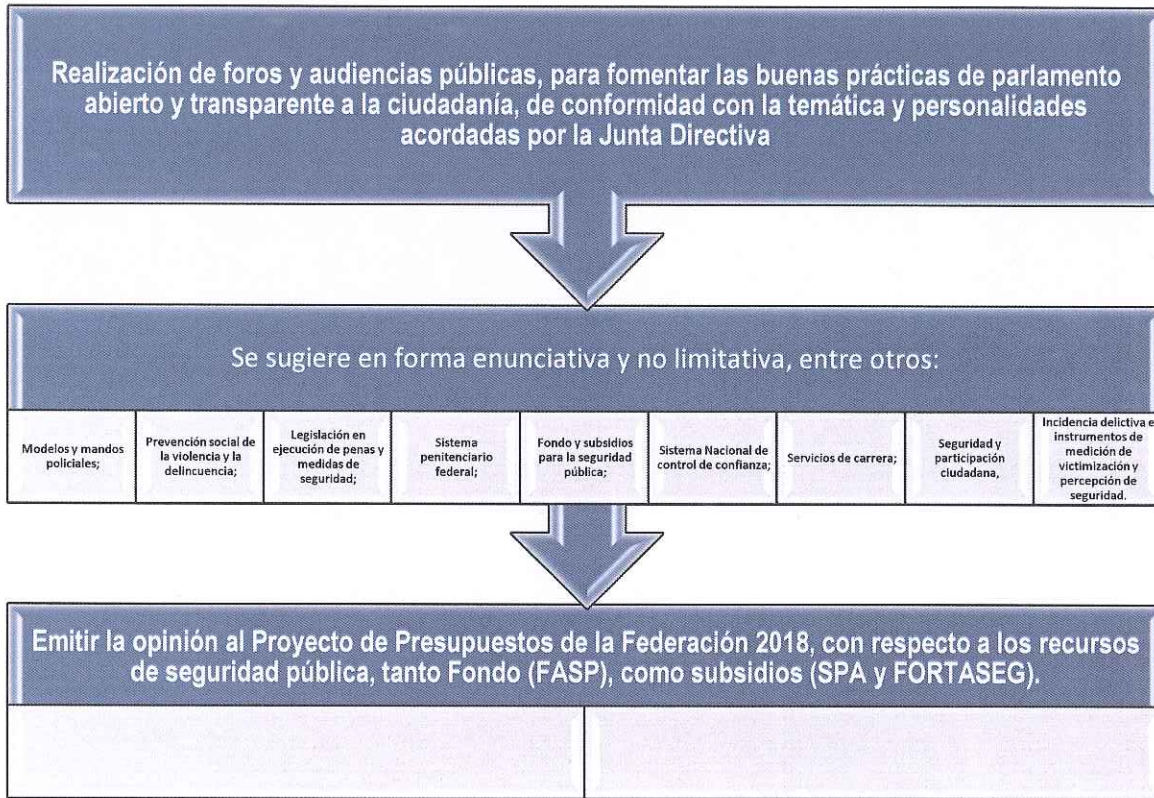 Realización de foros y audiencias públicas, para fomentar las buenas prácticas de parlamento
abierto y transparente a la ciudadanía, de conformidad con la temática y personalidades
acordadas por la Junta Directiva
Se sugiere en forma enunciativa y no limitativa, entre otros:
Modelos y mandos
policiales;
Prevención social de
la violencia y la
delincuencia;
Legislación en
ejecución de penas y
medidas de
seguridad;
Sistema
penitenciario
federal;
Fondo y subsidios
para la seguridad
pública;
Sistema Nacional de
control de confianza;
Servicios de carrera;
Seguridad y
participación
ciudadana,
Incidencia delictiva e
instrumentos de
medición de
victimización y
percepción de
seguridad.
Emitir la opinión al Proyecto de Presupuestos de la Federación 2018, con respecto a los recursos
de seguridad pública, tanto Fondo (FASP), como subsidios (SPA y FORTASEG).